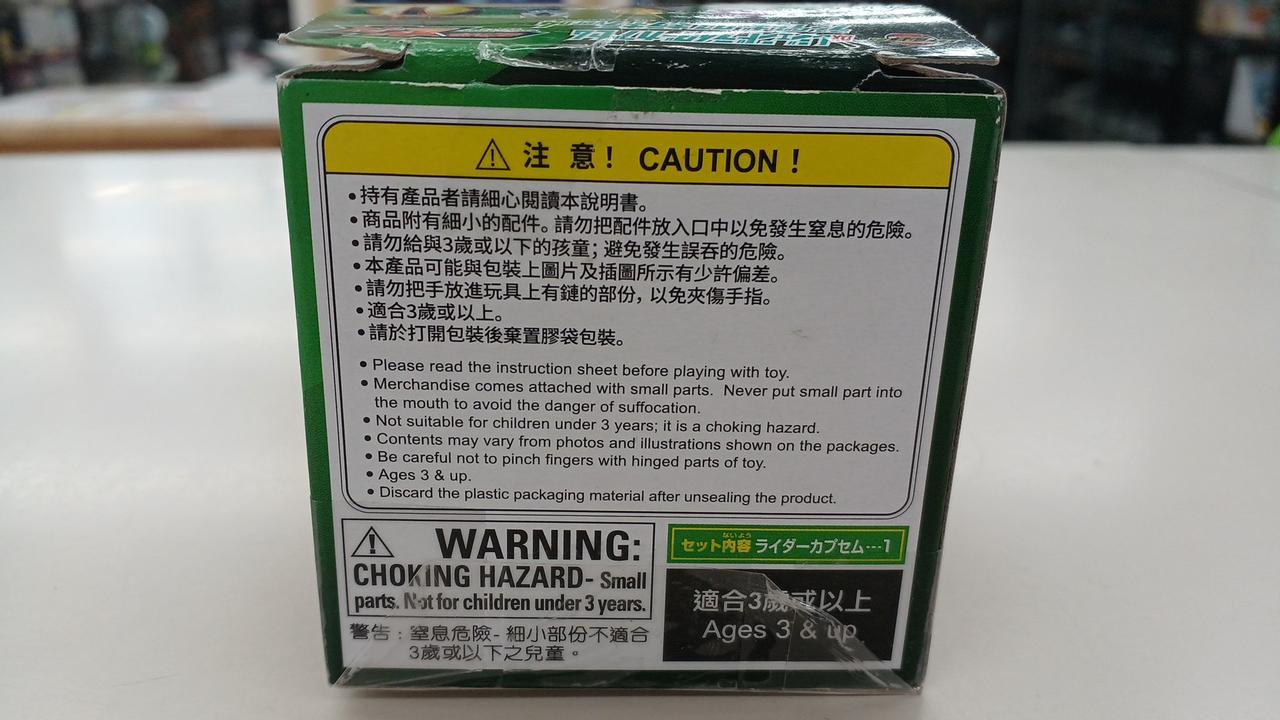 注 意! CAUTION!
•持有產品者請細心閱讀本說明書。
•商品附有細小的配件。請勿把配件放入口中以免發生窒息的危險。
•請勿給與3歲或以下的孩童；避免發生誤吞的危險。
•本產品可能與包裝上圖片及插圖所示有少許偏差。
•請勿把手放進玩具上有鏈的部份，以免夾傷手指。
•適合3歲或以上。
•請於打開包裝後棄置膠袋包裝。
• Please read the instruction sheet before playing with toy.
• Merchandise comes attached with small parts. Never put small part into
the mouth to avoid the danger of suffocation.
• Not suitable for children under 3 years; it is a choking hazard.
• Contents may vary from photos and illustrations shown on the packages.
• Be careful not to pinch fingers with hinged parts of toy.
• Ages 3 & up.
• Discard the plastic packaging material after unsealing the product.
WARNING:
CHOKING HAZARD- Small
parts. Not for children under 3 years.
警告：窒息危險- 細小部份不適合
3歲或以下之兒童。
ないよう
セット内容 ライダーカプセム…1
適合3歲或以上
Ages 3 & up